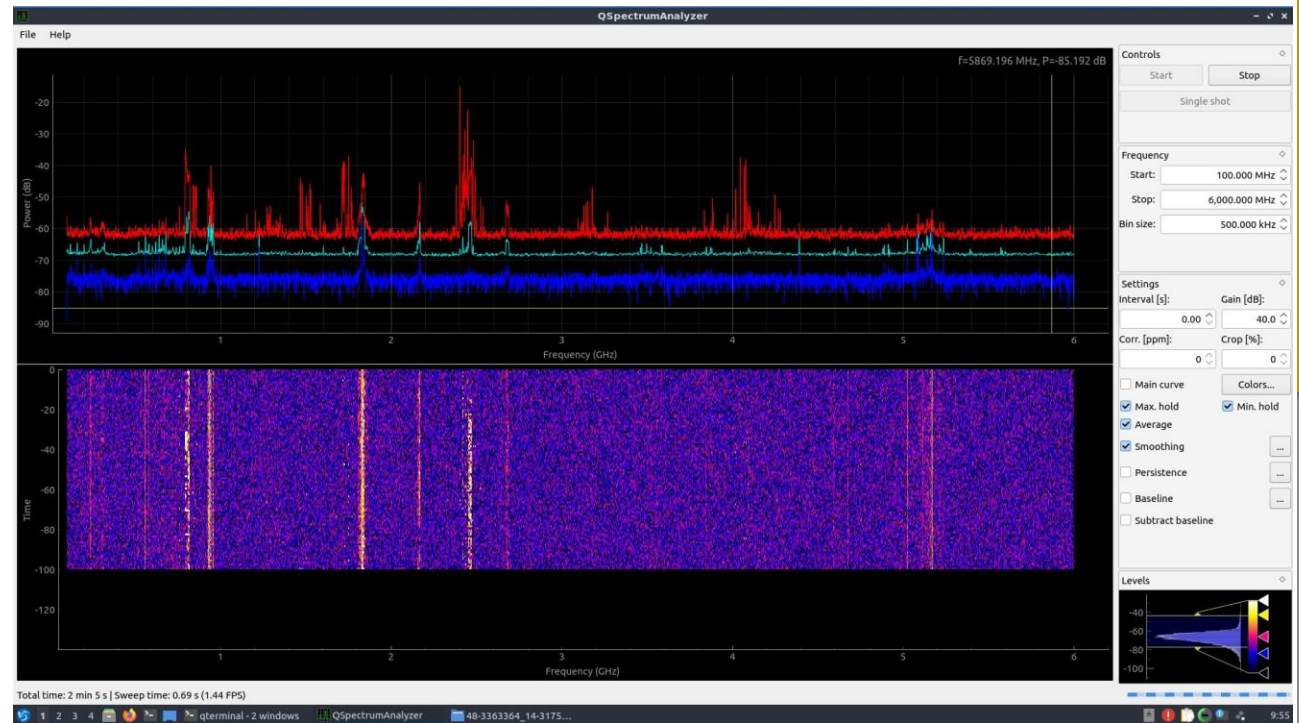 QSpectrumAnalyzer
File Help
f=5869.196 MHz, P=-85.192 dB
Power (dB)
-20
-30
-40
-50
-60
-70
-80
-90
1 2 3 4 5 6
Frequency (GHz)
Time
0
-20
-40
-60
-80
-100
-120
1 2 3 4 5 6
Frequency (GHz)
Controls
Start Stop
Single shot
Frequency
Start: 100.000 MHz
Stop: 6,000.000 MHz
Bin size: 500.000 kHz
Settings
Interval [s]: Gain [dB]:
0.00 40.0
Corr. [ppm]: Crop [%]:
0 0
Main curve Colors...
Max. hold Min. hold
Average
Smoothing ...
Persistence ...
Baseline ...
Subtract baseline
Levels
-40
-60
-80
-100
Total time: 2 min 5 s | Sweep time: 0.69 s (1.44 FPS)
1 2 3 4 qterminal - 2 windows QSpectrumAnalyzer 48-3363364_14-3175... 9:55